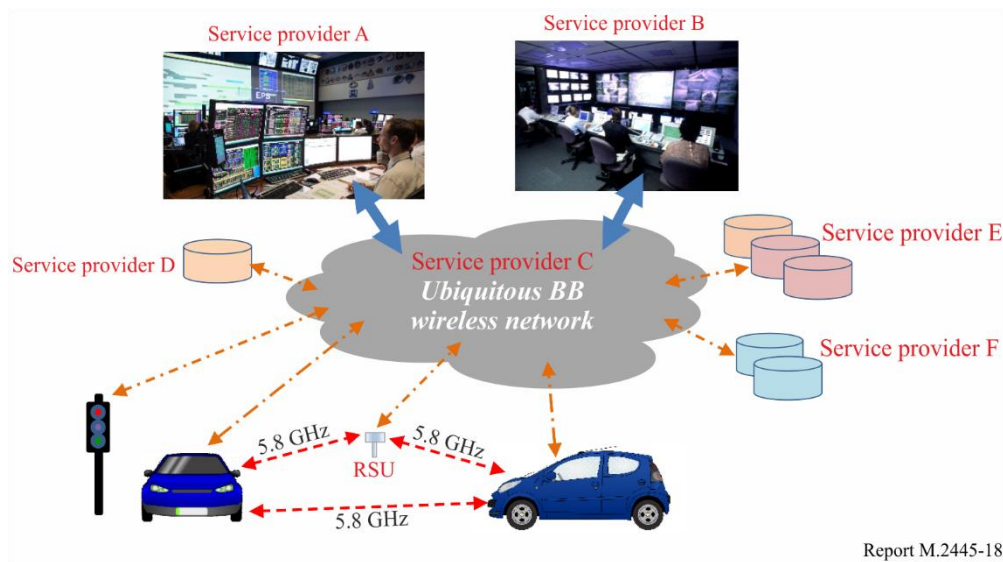 Service provider A
Service provider B
EPS
Service provider D
Service provider C
Ubiquitous BB
wireless network
Service provider E
Service provider F
5.8 GHz
5.8 GHz
RSU
5.8 GHz
Report M.2445-18